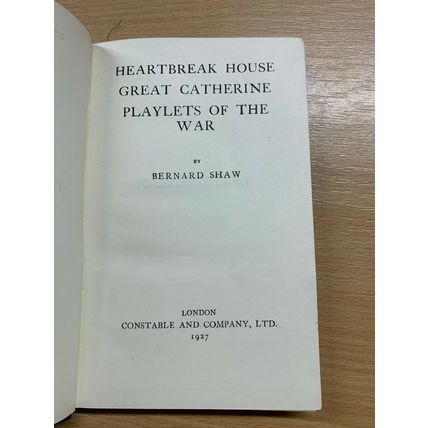 HEARTBREAK HOUSE
GREAT CATHERINE
PLAYLETS OF THE
WAR
BY
BERNARD SHAW
LONDON
CONSTABLE AND COMPANY, LTD.
1927